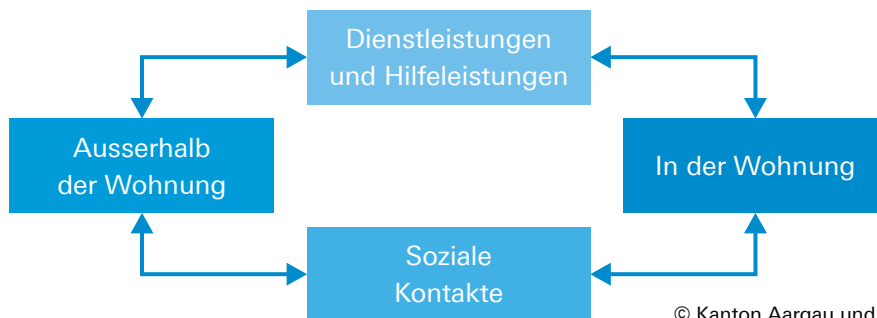 Dienstleistungen
und Hilfeleistungen
Ausserhalb
der Wohnung
In der Wohnung
Soziale
Kontakte
© Kanton Aargau und